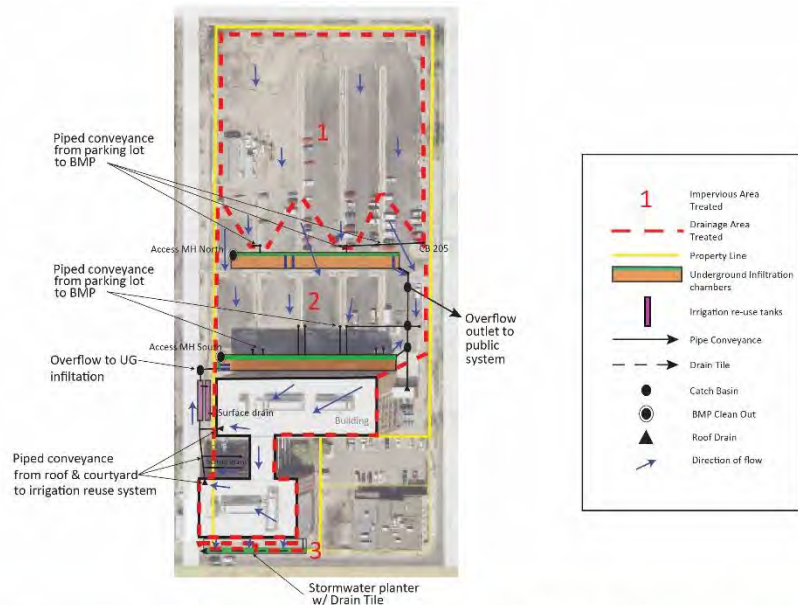 1
Piped conveyance
from parking lot
to BMP
Access MH North
CB 205
Piped conveyance
from parking lot
to BMP
2
Overflow
outlet to
public
system
Access MH South
Overflow to UG
infiltation
Surface drain
Building
Piped conveyance
from roof & courtyard
to irrigation reuse system
3
Stormwater planter
w/ Drain Tile
1
Impervious Area
Treated
Drainage Area
Treated
Property Line
Underground Infiltration
chambers
Irrigation re-use tanks
Pipe Conveyance
Drain Tile
Catch Basin
BMP Clean Out
Roof Drain
Direction of flow